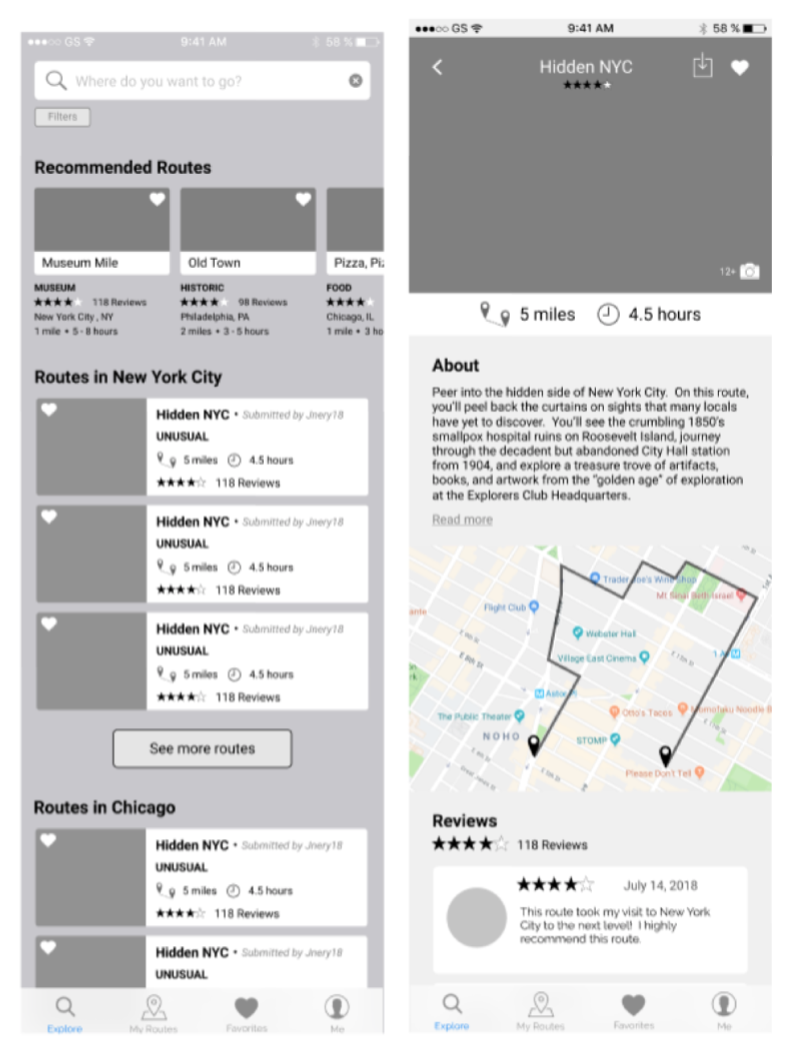 GS 9:41 AM 58 %
Where do you want to go?
Filters
Recommended Routes
Museum Mile
MUSEUM
118 Reviews
New York City , NY
1 mile • 5 - 8 hours
Old Town
HISTORIC
98 Reviews
Philadelphia, PA
2 miles • 3 - 5 hours
Pizza, Piz
FOOD
Chicago, IL
1 mile • 3 ho
Routes in New York City
Hidden NYC • Submitted by Jnery18
UNUSUAL
5 miles 4.5 hours
118 Reviews
Hidden NYC • Submitted by Jnery18
UNUSUAL
5 miles 4.5 hours
118 Reviews
Hidden NYC • Submitted by Jnery18
UNUSUAL
5 miles 4.5 hours
118 Reviews
See more routes
Routes in Chicago
Hidden NYC • Submitted by Jnery18
UNUSUAL
5 miles 4.5 hours
118 Reviews
Hidden NYC • Submitted by Jnery18
UNUSUAL
Explore My Routes Favorites Me
GS 9:41 AM 58 %
Hidden NYC
12+
5 miles 4.5 hours
About
Peer into the hidden side of New York City. On this route,
you'll peel back the curtains on sights that many locals
have yet to discover. You'll see the crumbling 1850's
smallpox hospital ruins on Roosevelt Island, journey
through the decadent but abandoned City Hall station
from 1904, and explore a treasure trove of artifacts,
books, and artwork from the "golden age" of exploration
at the Explorers Club Headquarters.
Read more
Trader Joe's Wine Shop
Mt Sinai Beth Israel
Flight Club
Webster Hall
Village East Cinema
1 Av
Astor Pl
Otto's Tacos
Momofuku Noodle B
The Public Theater
NOHO
STOMP
Please Don't Tell
Reviews
118 Reviews
July 14, 2018
This route took my visit to New York
City to the next level! I highly
recommend this route.
Explore My Routes Favorites Me